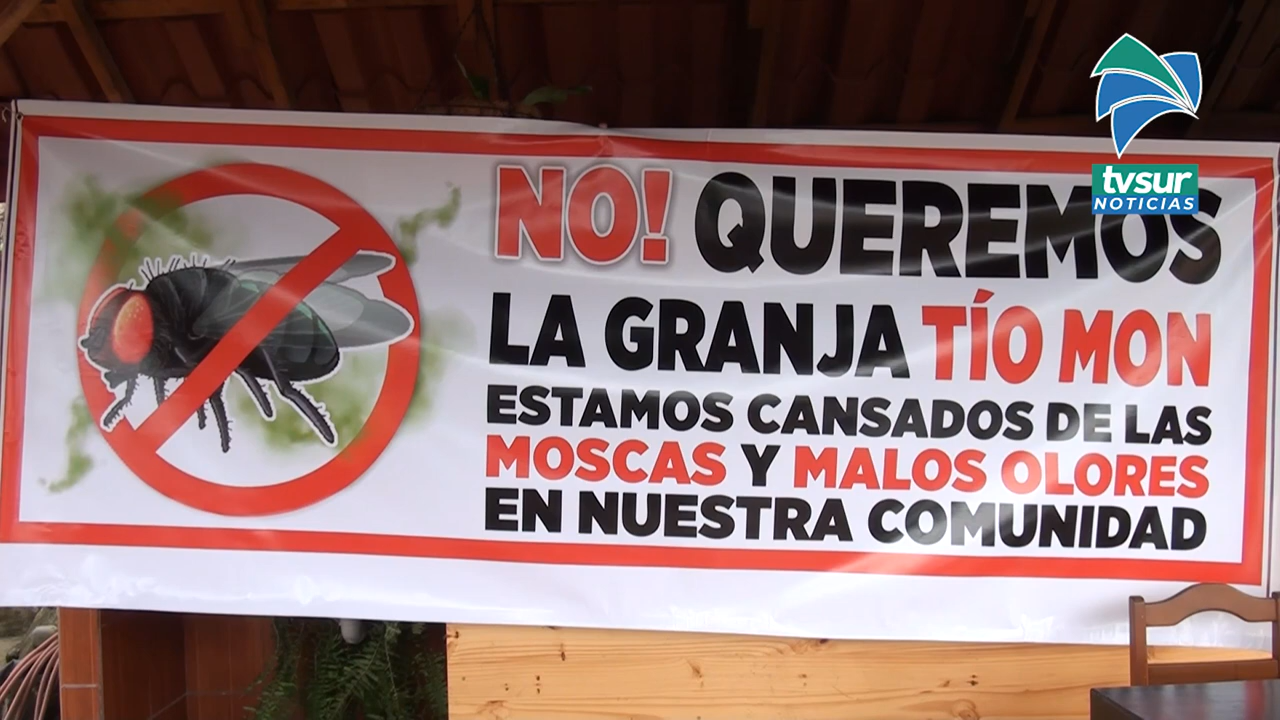 tvsur
NOTICIAS
NO! QUEREMOS
LA GRANJA TÍO MON
ESTAMOS CANSADOS DE LAS
MOSCAS Y MALOS OLORES
EN NUESTRA COMUNIDAD